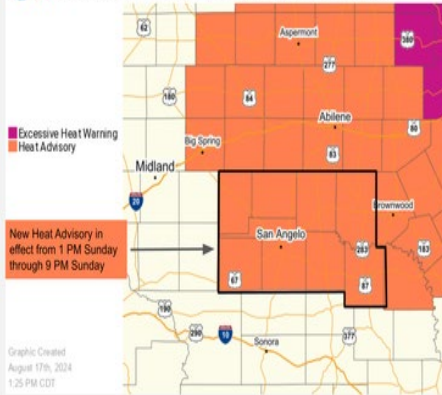 Excessive Heat Warning
Heat Advisory
New Heat Advisory in
effect from 1 PM Sunday
through 9 PM Sunday
Graphic Created
August 17th, 2024
1:25 PM CDT
62
Aspermont
380
277
180
84
Abilene
80
Big Spring
83
Midland
20
Brownwood
San Angelo
283
183
67
87
190
290
10
377
Sonora